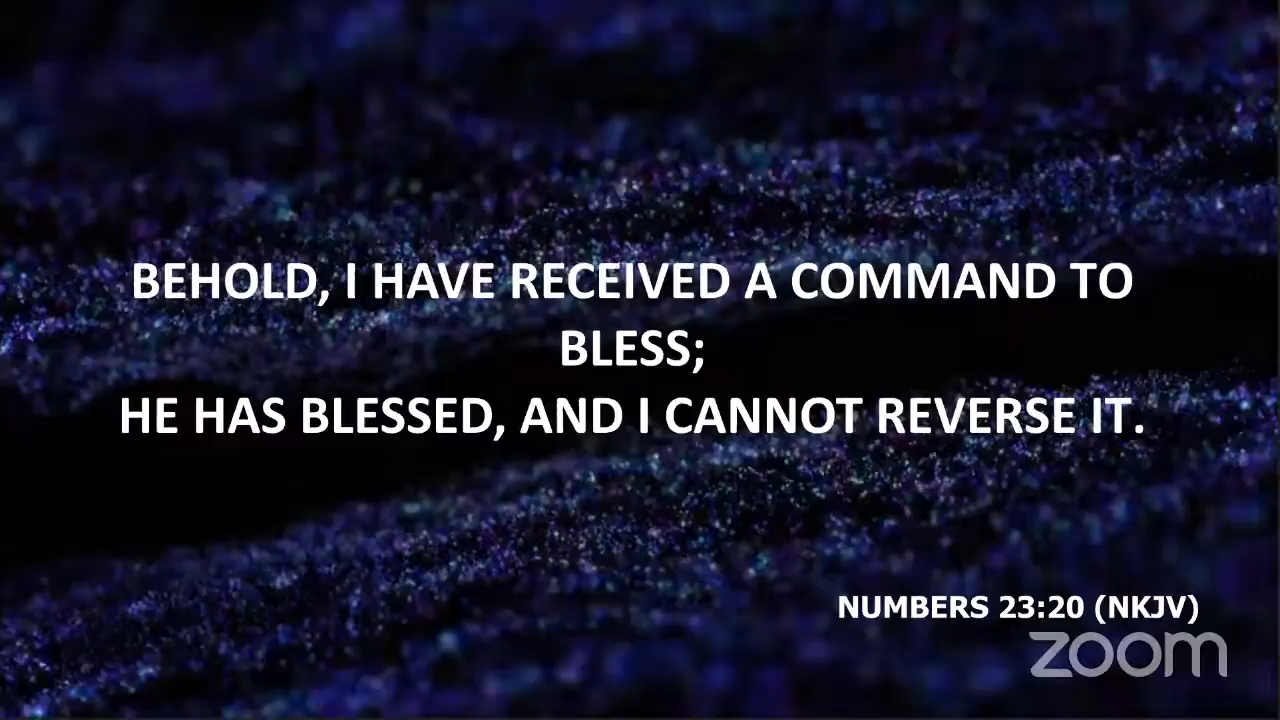 BEHOLD, I HAVE RECEIVED A COMMAND TO
BLESS;
HE HAS BLESSED, AND I CANNOT REVERSE IT.
NUMBERS 23:20 (NKJV)
zoom